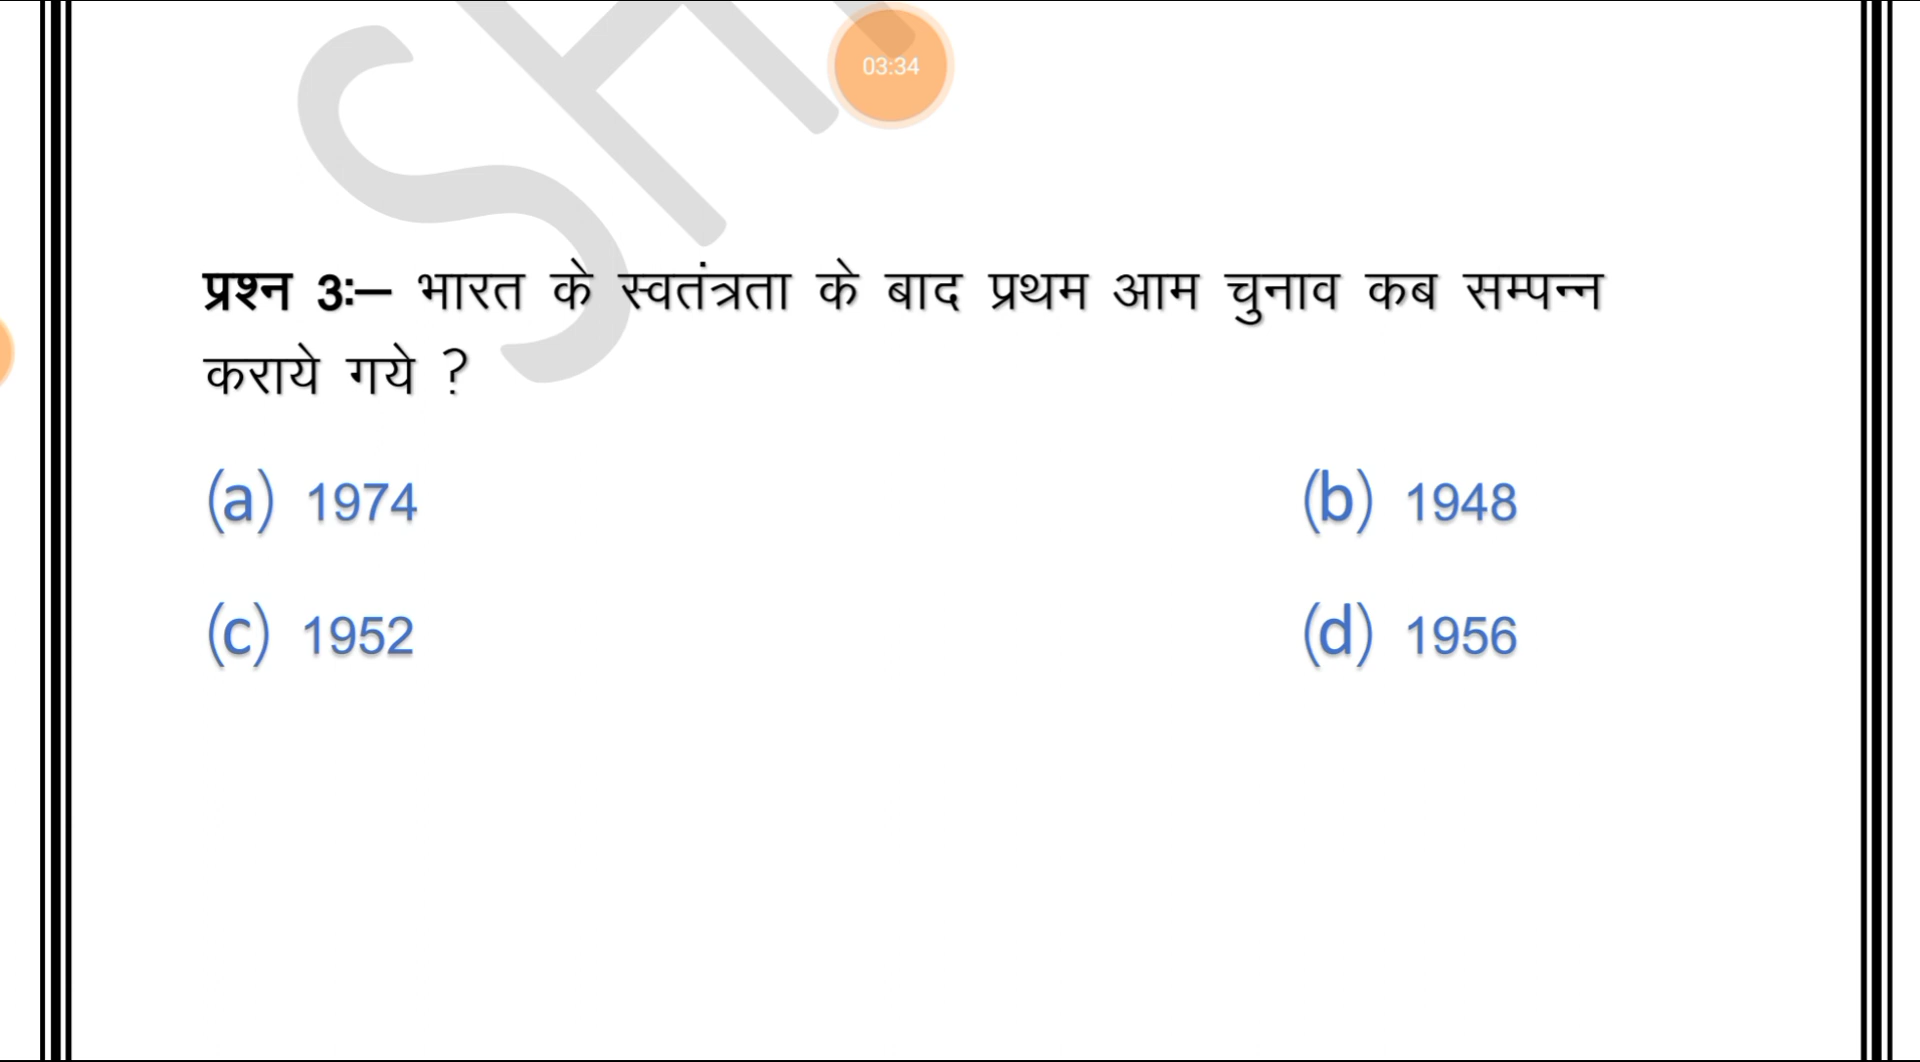 03:34
प्रश्न 3:– भारत के स्वतंत्रता के बाद प्रथम आम चुनाव कब सम्पन्न
कराये गये ?
(a) 1974 (b) 1948
(c) 1952 (d) 1956